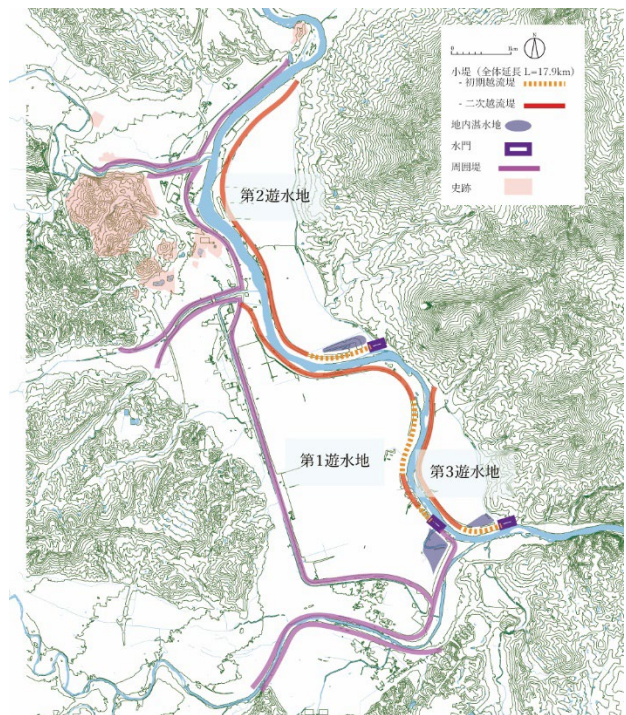 N
0
1km
小堤（全体延長 L=17.9km）
- 初期越流堤
- 二次越流堤
地内湛水地
水門
周囲堤
史跡
第2遊水地
第1遊水地
第3遊水地